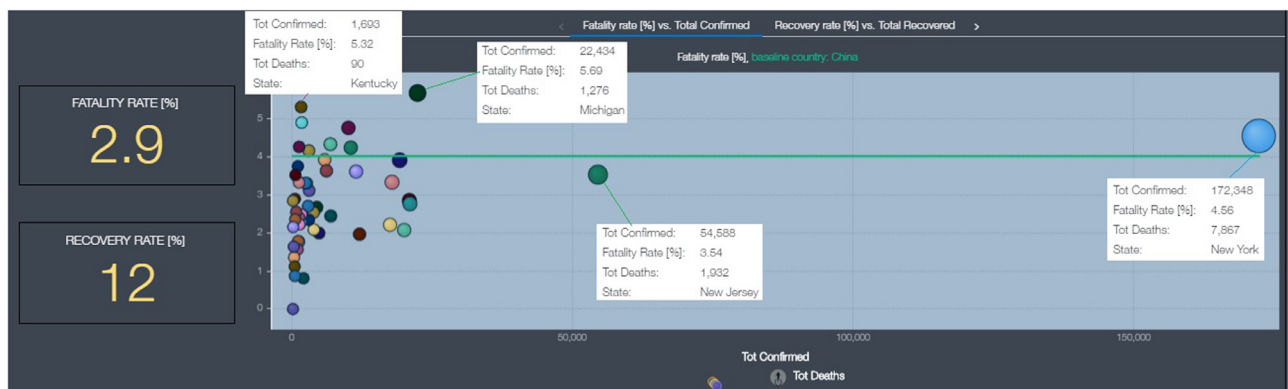 Fatality rate [%] vs. Total Confirmed
Recovery rate [%] vs. Total Recovered
Fatality rate [%], baseline country: China
FATALITY RATE [%]
2.9
RECOVERY RATE [%]
12
Tot Confirmed: 1,693
Fatality Rate [%]: 5.32
Tot Deaths: 90
State: Kentucky
Tot Confirmed: 22,434
Fatality Rate [%]: 5.69
Tot Deaths: 1,276
State: Michigan
Tot Confirmed: 172,348
Fatality Rate [%]: 4.56
Tot Deaths: 7,867
State: New York
Tot Confirmed: 54,588
Fatality Rate [%]: 3.54
Tot Deaths: 1,932
State: New Jersey
5
4
3
2
1
0
0 50,000 100,000 150,000
Tot Confirmed
Tot Deaths